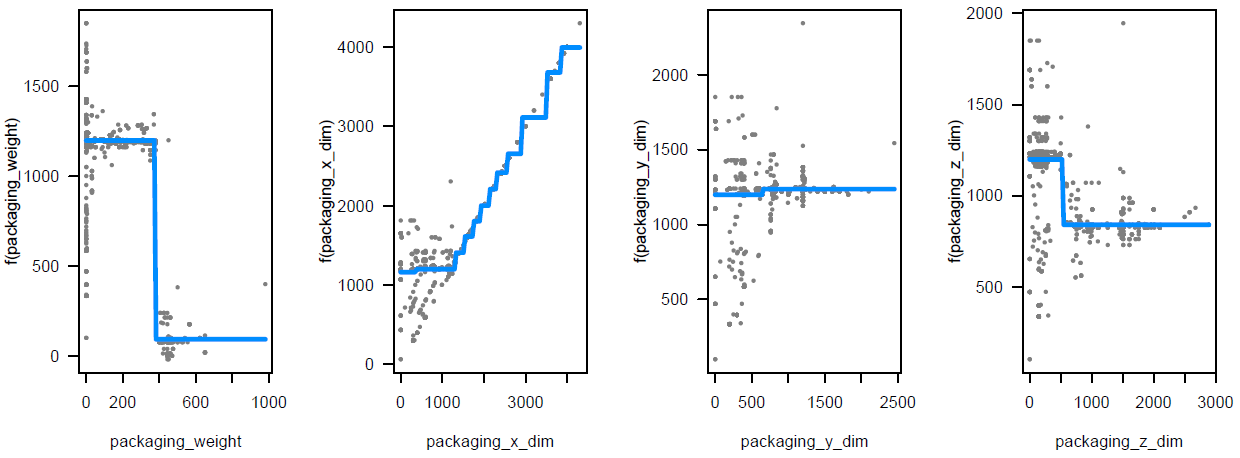 f(packaging_weight)
1500
1000
500
0
0 200 600 1000
packaging_weight
f(packaging_x_dim)
4000
3000
2000
1000
0
0 1000 3000
packaging_x_dim
f(packaging_y_dim)
2000
1500
1000
500
0 500 1500 2500
packaging_y_dim
f(packaging_z_dim)
2000
1500
1000
500
0 1000 2000 3000
packaging_z_dim